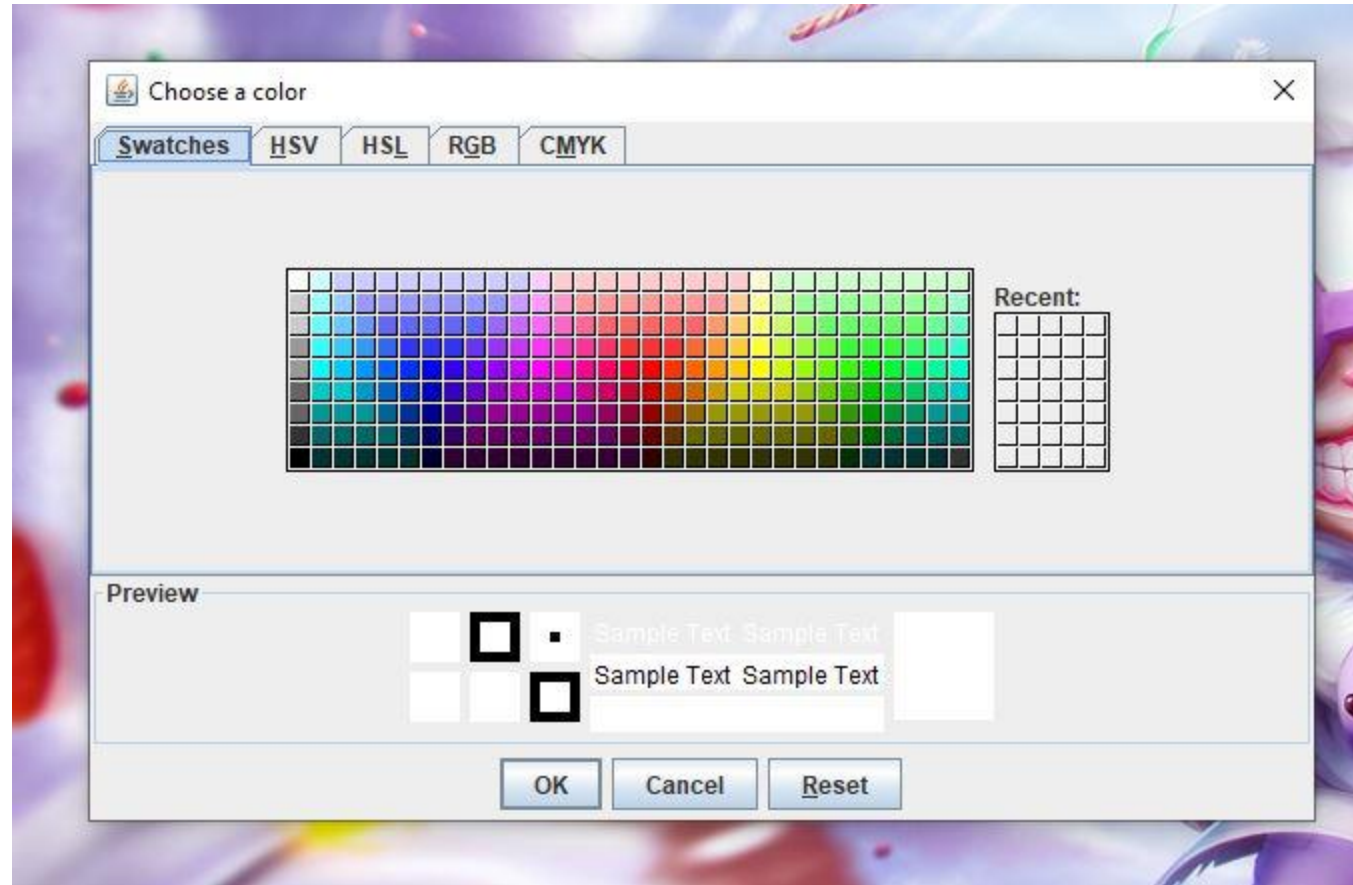 Choose a color
Swatches HSV HSL RGB CMYK
Recent:
Preview
Sample Text Sample Text
Sample Text Sample Text
OK Cancel Reset